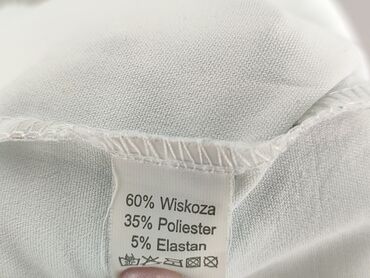 60% Wiskoza
35% Poliester
5% Elastan